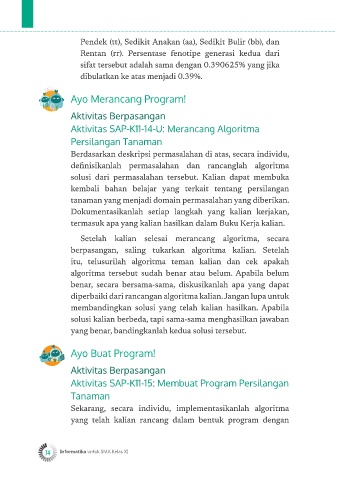 Pendek (tt), Sedikit Anakan (aa), Sedikit Bulir (bb), dan
Rentan (rr). Persentase fenotipe generasi kedua dari
sifat tersebut adalah sama dengan 0.390625% yang jika
dibulatkan ke atas menjadi 0.39%.
Ayo Merancang Program!
Aktivitas Berpasangan
Aktivitas SAP-K11-14-U: Merancang Algoritma
Persilangan Tanaman
Berdasarkan deskripsi permasalahan di atas, secara individu,
definisikanlah permasalahan dan rancanglah algoritma
solusi dari permasalahan tersebut. Kalian dapat membuka
kembali bahan belajar yang terkait tentang persilangan
tanaman yang menjadi domain permasalahan yang diberikan.
Dokumentasikanlah setiap langkah yang kalian kerjakan,
termasuk apa yang kalian hasilkan dalam Buku Kerja kalian.
Setelah kalian selesai merancang algoritma, secara
berpasangan, saling tukarkan algoritma kalian. Setelah
itu, telusurilah algoritma teman kalian dan cek apakah
algoritma tersebut sudah benar atau belum. Apabila belum
benar, secara bersama-sama, diskusikanlah apa yang dapat
diperbaiki dari rancangan algoritma kalian. Jangan lupa untuk
membandingkan solusi yang telah kalian hasilkan. Apabila
solusi kalian berbeda, tapi sama-sama menghasilkan jawaban
yang benar, bandingkanlah kedua solusi tersebut.
Ayo Buat Program!
Aktivitas Berpasangan
Aktivitas SAP-K11-15: Membuat Program Persilangan
Tanaman
Sekarang, secara individu, implementasikanlah algoritma
yang telah kalian rancang dalam bentuk program dengan
74 Informatika untuk SMA Kelas XI